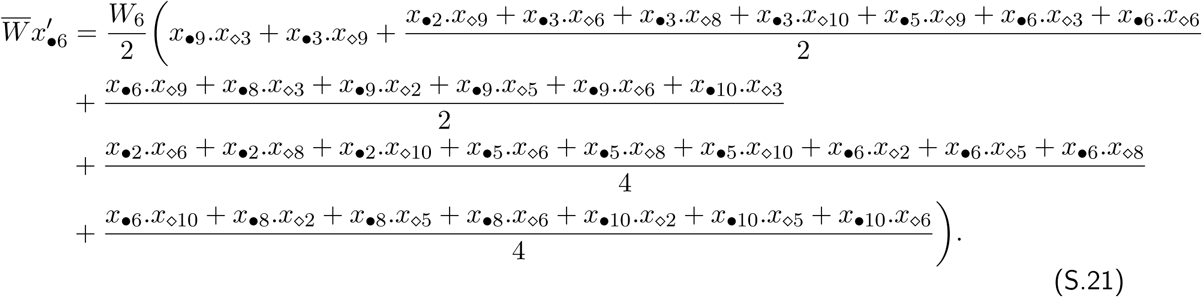 $\overline{W} x'_{\bullet 6} = \dfrac{W_6}{2} \Bigg( x_{\bullet 9}.x_{\diamond 3} + x_{\bullet 3}.x_{\diamond 9} + \dfrac{x_{\bullet 2}.x_{\diamond 9} + x_{\bullet 3}.x_{\diamond 6} + x_{\bullet 3}.x_{\diamond 8} + x_{\bullet 3}.x_{\diamond 10} + x_{\bullet 5}.x_{\diamond 9} + x_{\bullet 6}.x_{\diamond 3} + x_{\bullet 6}.x_{\diamond 6}}{2}$
$+ \dfrac{x_{\bullet 6}.x_{\diamond 9} + x_{\bullet 8}.x_{\diamond 3} + x_{\bullet 9}.x_{\diamond 2} + x_{\bullet 9}.x_{\diamond 5} + x_{\bullet 9}.x_{\diamond 6} + x_{\bullet 10}.x_{\diamond 3}}{2}$
$+ \dfrac{x_{\bullet 2}.x_{\diamond 6} + x_{\bullet 2}.x_{\diamond 8} + x_{\bullet 2}.x_{\diamond 10} + x_{\bullet 5}.x_{\diamond 6} + x_{\bullet 5}.x_{\diamond 8} + x_{\bullet 5}.x_{\diamond 10} + x_{\bullet 6}.x_{\diamond 2} + x_{\bullet 6}.x_{\diamond 5} + x_{\bullet 6}.x_{\diamond 8}}{4}$
$+ \dfrac{x_{\bullet 6}.x_{\diamond 10} + x_{\bullet 8}.x_{\diamond 2} + x_{\bullet 8}.x_{\diamond 5} + x_{\bullet 8}.x_{\diamond 6} + x_{\bullet 10}.x_{\diamond 2} + x_{\bullet 10}.x_{\diamond 5} + x_{\bullet 10}.x_{\diamond 6}}{4} \Bigg).$
(S.21)